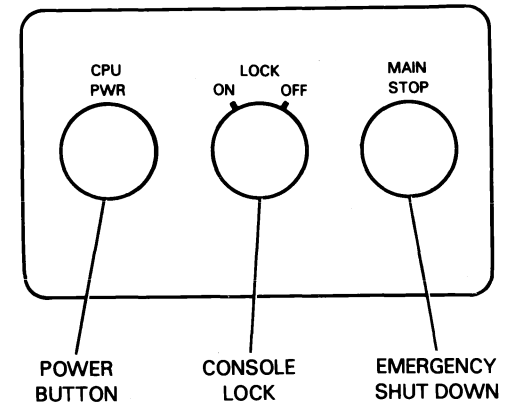 CPU
PWR
LOCK
ON OFF
MAIN
STOP
POWER
BUTTON
CONSOLE
LOCK
EMERGENCY
SHUT DOWN